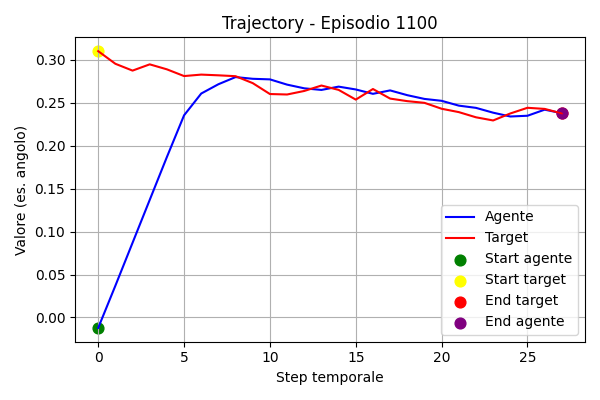 Trajectory - Episodio 1100
Valore (es. angolo)
0.30
0.25
0.20
0.15
0.10
0.05
0.00
0
5
10
15
20
25
Step temporale
Agente
Target
Start agente
Start target
End target
End agente